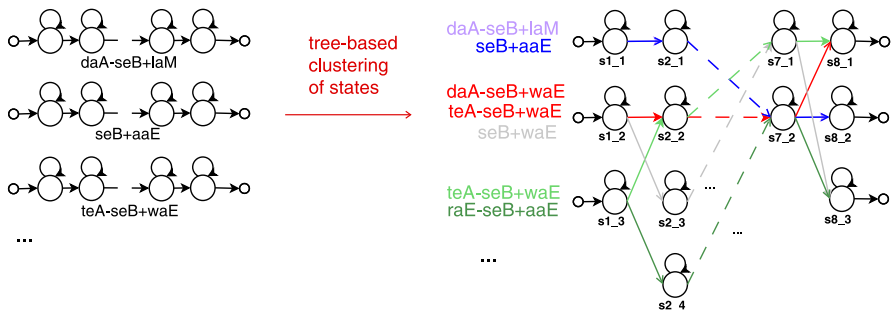 daA-seB+laM
seB+aaE
teA-seB+waE
...
tree-based
clustering
of states
daA-seB+laM
seB+aaE
daA-seB+waE
teA-seB+waE
seB+waE
teA-seB+waE
raE-seB+aaE
...
s1_1
s2_1
s7_1
s8_1
s1_2
s2_2
s7_2
s8_2
s1_3
s2_3
...
s8_3
...
s2_4